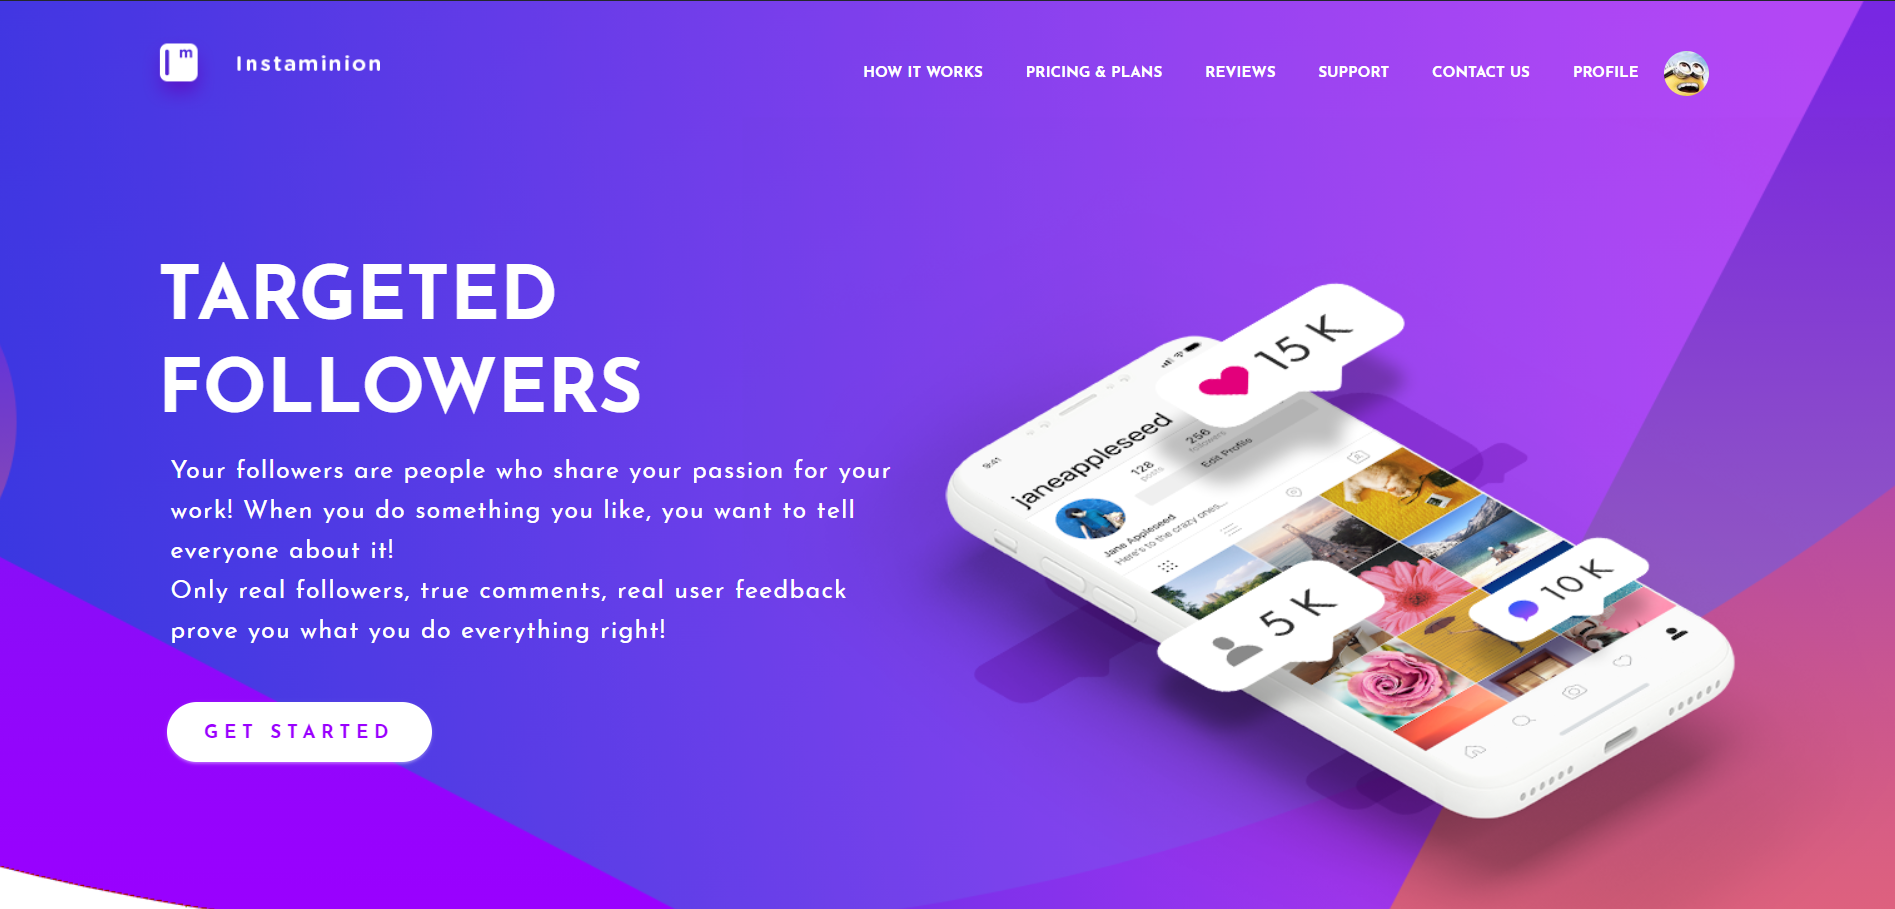 m
Instaminion
HOW IT WORKS
PRICING & PLANS
REVIEWS
SUPPORT
CONTACT US
PROFILE
TARGETED
FOLLOWERS
Your followers are people who share your passion for your
work! When you do something you like, you want to tell
everyone about it!
Only real followers, true comments, real user feedback
prove you what you do everything right!
GET STARTED
15 K
9:41
janeappleseed
128
posts
256
followers
Edit Profile
Jane Appleseed
Here's to the crazy ones...
5 K
10 K